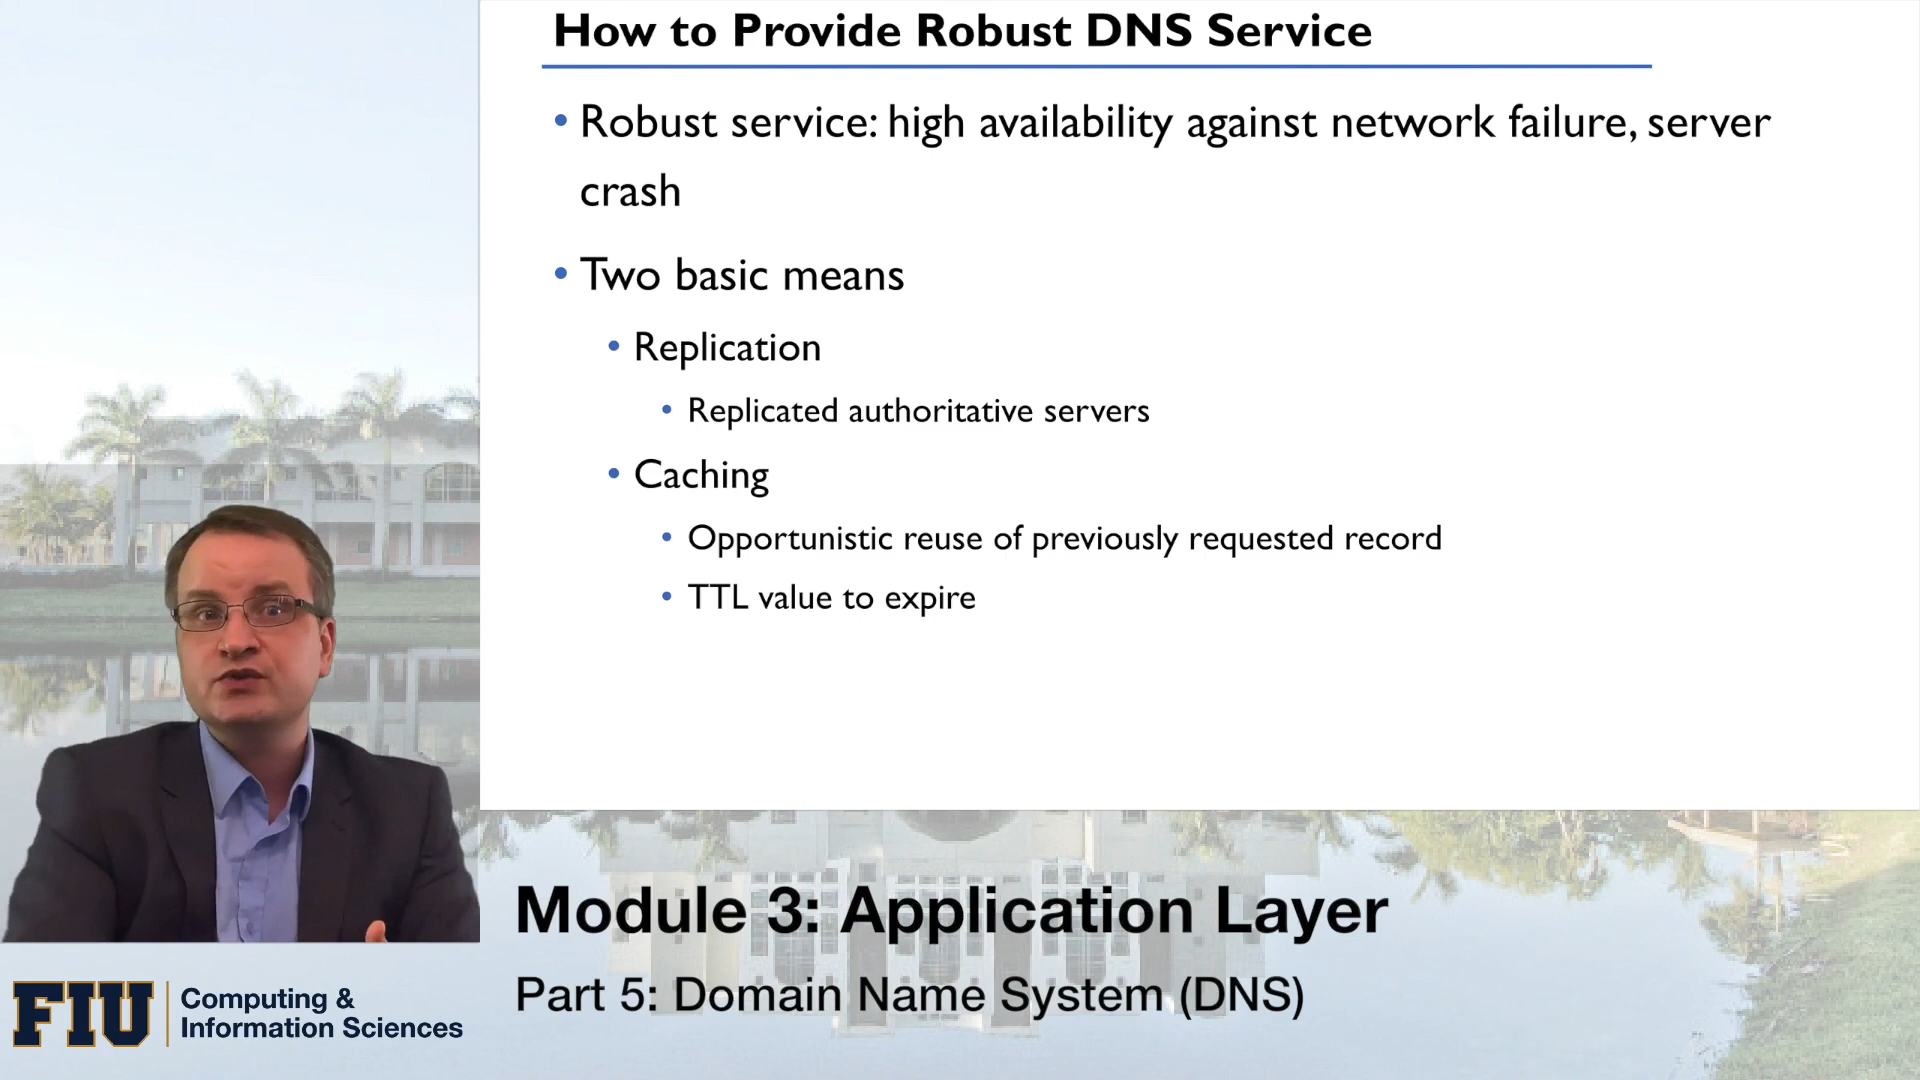 How to Provide Robust DNS Service
• Robust service: high availability against network failure, server
crash
• Two basic means
• Replication
• Replicated authoritative servers
• Caching
• Opportunistic reuse of previously requested record
• TTL value to expire
Module 3: Application Layer
Part 5: Domain Name System (DNS)
FIU
Computing &
Information Sciences